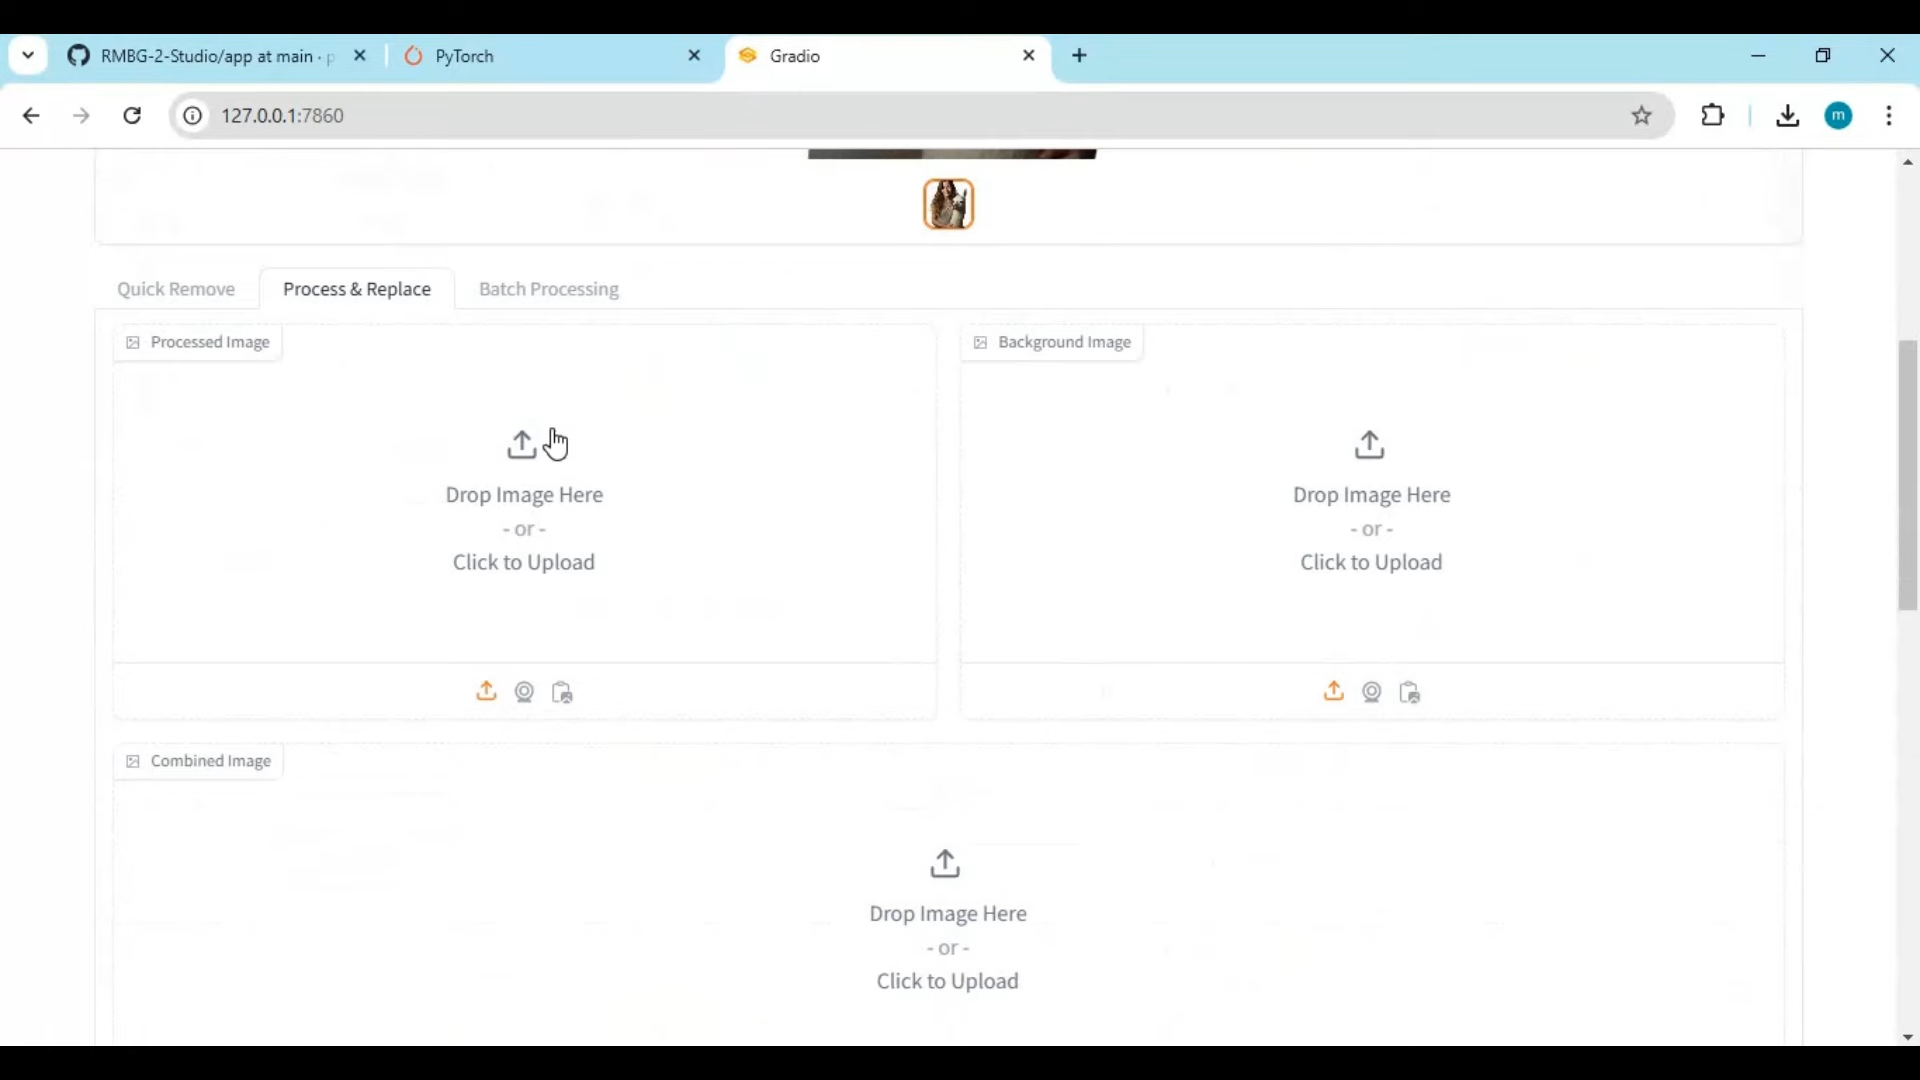 RMBG-2-Studio/app at main · p
PyTorch
Gradio
127.0.0.1:7860
m
Quick Remove
Process & Replace
Batch Processing
Processed Image
Background Image
Drop Image Here
- or -
Click to Upload
Drop Image Here
- or -
Click to Upload
Combined Image
Drop Image Here
- or -
Click to Upload